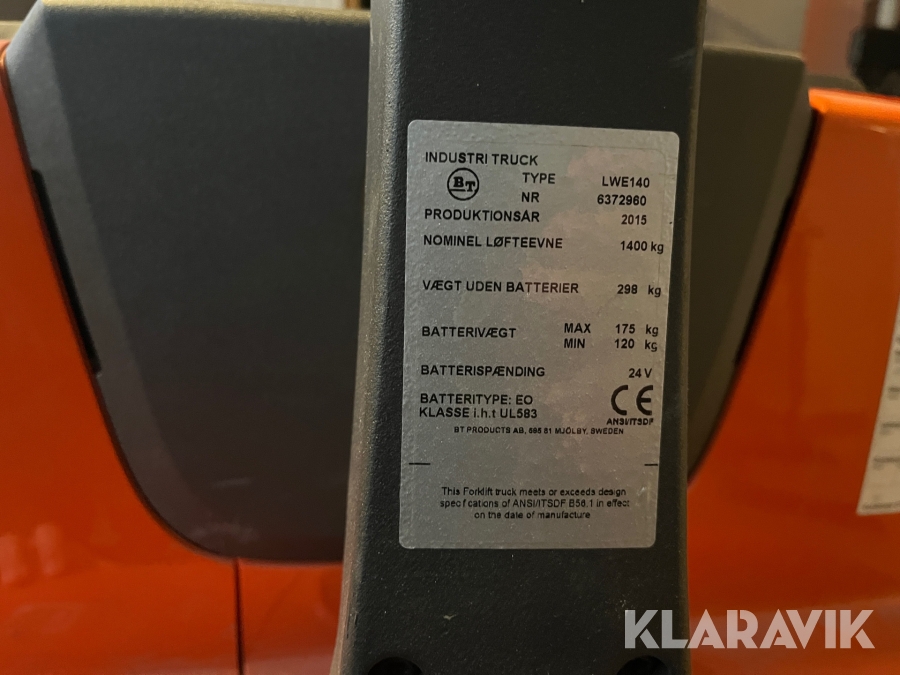 INDUSTRI TRUCK
BT
TYPE LWE140
NR 6372960
PRODUKTIONSÅR 2015
NOMINEL LØFTEEVNE 1400 kg
VÆGT UDEN BATTERIER 298 kg
BATTERIVÆGT MAX 175 kg
MIN 120 kg
BATTERISPÆNDING 24 V
BATTERITYPE: EO
KLASSE i.h.t UL583
CE
ANSI/ITSDF
BT PRODUCTS AB, 595 81 MJÖLBY, SWEDEN
This Forklift truck meets or exceeds design
specifications of ANSI/ITSDF B56.1 in effect
on the date of manufacture
KLARAVIK